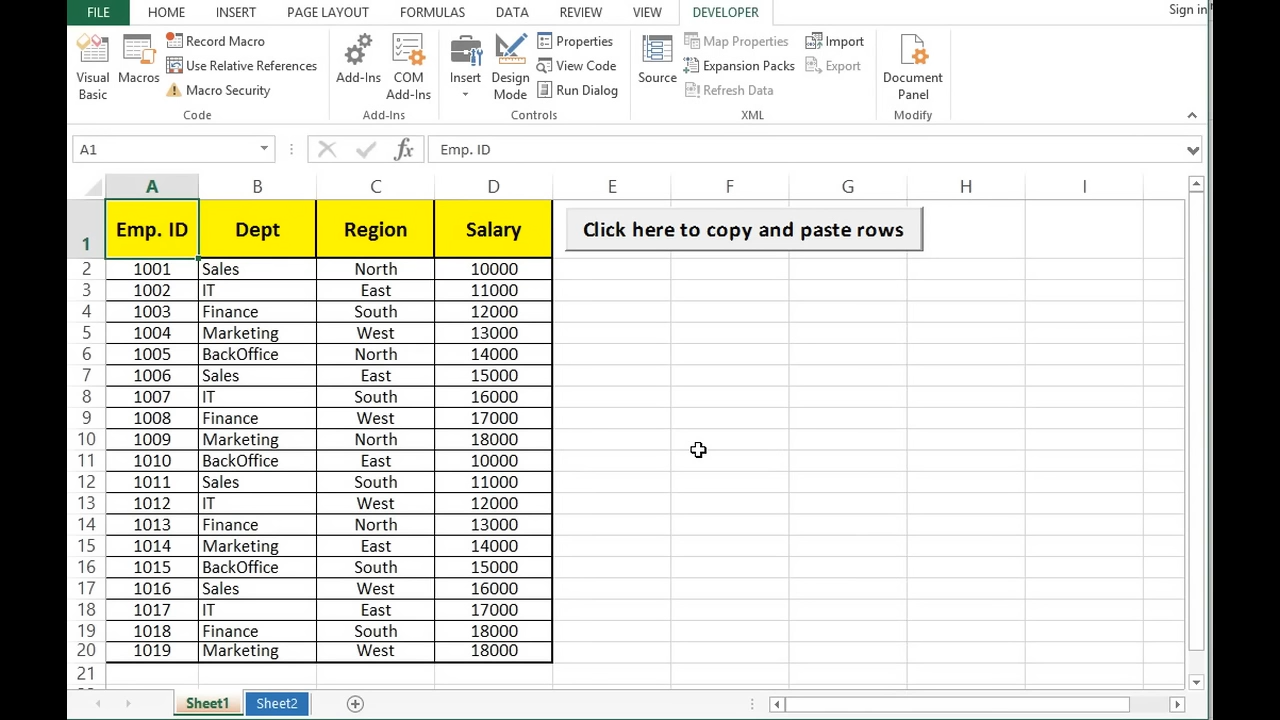 FILE HOME INSERT PAGE LAYOUT FORMULAS DATA REVIEW VIEW DEVELOPER Sign in
Visual Basic
Macros
Record Macro
Use Relative References
Macro Security
Code
Add-Ins
COM Add-Ins
Add-Ins
Insert
Design Mode
Properties
View Code
Run Dialog
Controls
Source
Map Properties
Expansion Packs
Refresh Data
Import
Export
XML
Document Panel
Modify
A1 fx Emp. ID
A B C D E F G H I
1 Emp. ID Dept Region Salary Click here to copy and paste rows
2 1001 Sales North 10000
3 1002 IT East 11000
4 1003 Finance South 12000
5 1004 Marketing West 13000
6 1005 BackOffice North 14000
7 1006 Sales East 15000
8 1007 IT South 16000
9 1008 Finance West 17000
10 1009 Marketing North 18000
11 1010 BackOffice East 10000
12 1011 Sales South 11000
13 1012 IT West 12000
14 1013 Finance North 13000
15 1014 Marketing East 14000
16 1015 BackOffice South 15000
17 1016 Sales West 16000
18 1017 IT East 17000
19 1018 Finance South 18000
20 1019 Marketing West 18000
21
Sheet1 Sheet2